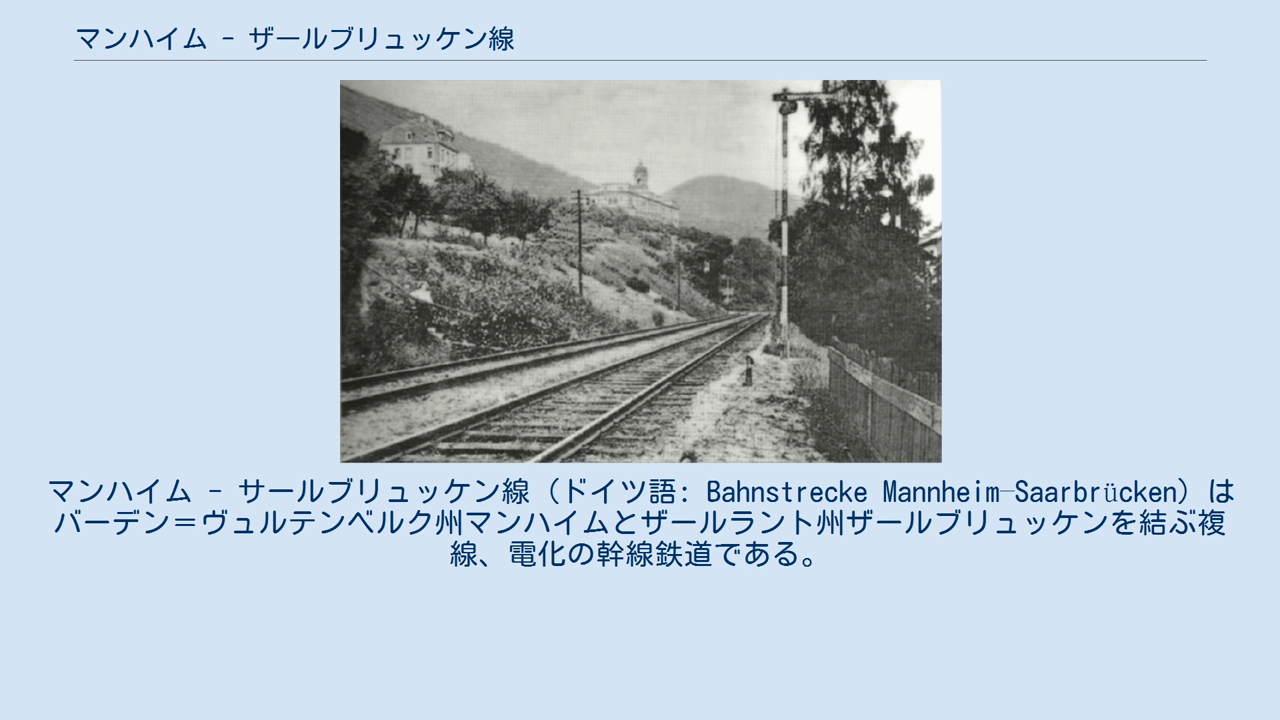 マンハイム - ザールブリュッケン線
マンハイム - サールブリュッケン線（ドイツ語: Bahnstrecke Mannheim–Saarbrücken）は
バーデン＝ヴュルテンベルク州マンハイムとザールラント州ザールブリュッケンを結ぶ複
線、電化の幹線鉄道である。